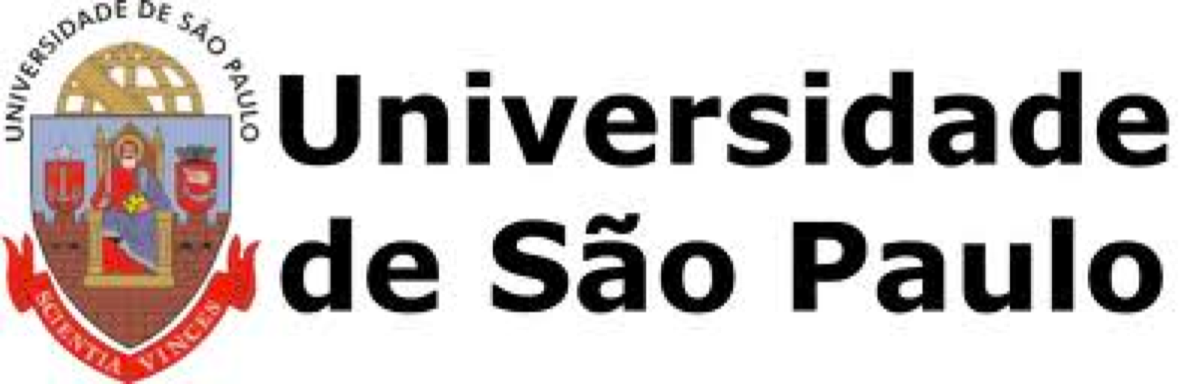 UNIVERSIDADE DE SÃO PAULO
SCIENTIA VINCES
Universidade
de São Paulo